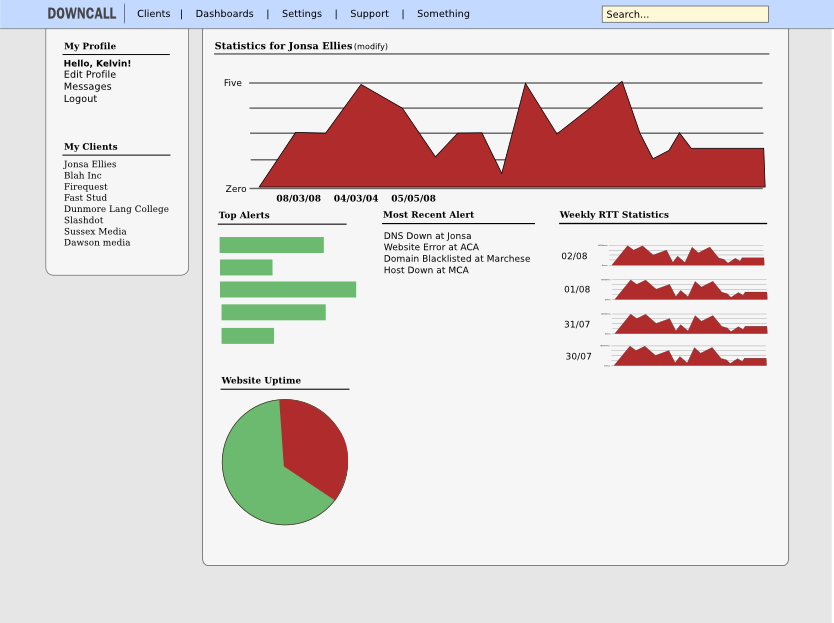 DOWNCALL Clients | Dashboards | Settings | Support | Something Search...
My Profile
Hello, Kelvin!
Edit Profile
Messages
Logout
My Clients
Jonsa Ellies
Blah Inc
Firequest
Fast Stud
Dunmore Lang College
Slashdot
Sussex Media
Dawson media
Statistics for Jonsa Ellies (modify)
Five
Zero
08/03/08 04/03/04 05/05/08
Top Alerts
Most Recent Alert
DNS Down at Jonsa
Website Error at ACA
Domain Blacklisted at Marchese
Host Down at MCA
Weekly RTT Statistics
02/08
01/08
31/07
30/07
Website Uptime